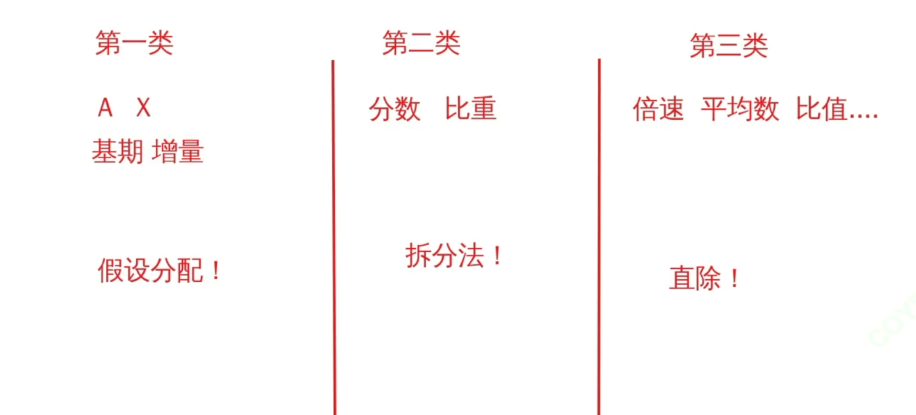 第一类
A X
基期 增量
假设分配！
第二类
分数 比重
拆分法！
第三类
倍速 平均数 比值....
直除！